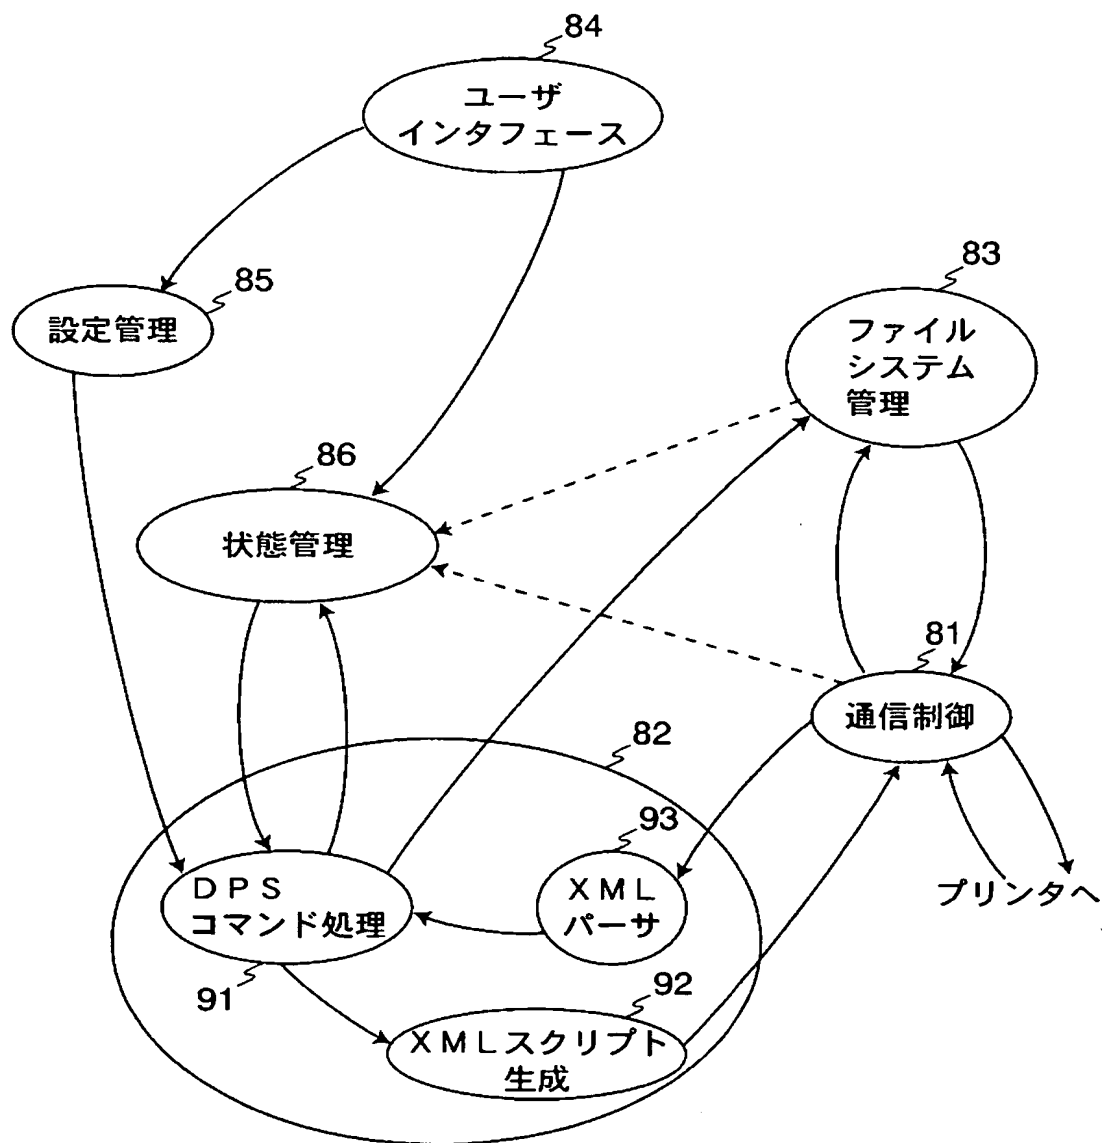 84
ユーザ
インタフェース
83
85
設定管理
ファイル
システム
管理
86
状態管理
81
通信制御
82
93
DPS
コマンド処理
XML
パーサ
プリンタへ
91
92
XMLスクリプト
生成